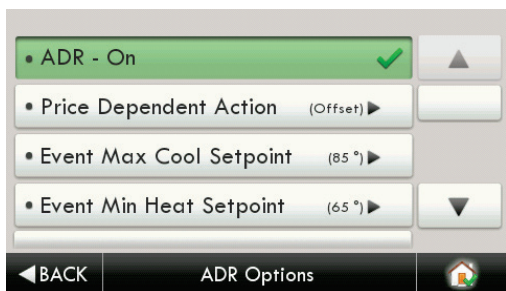 • ADR - On
• Price Dependent Action (Offset)▶
• Event Max Cool Setpoint (85 °)▶
• Event Min Heat Setpoint (65 °)▶
◀BACK ADR Options